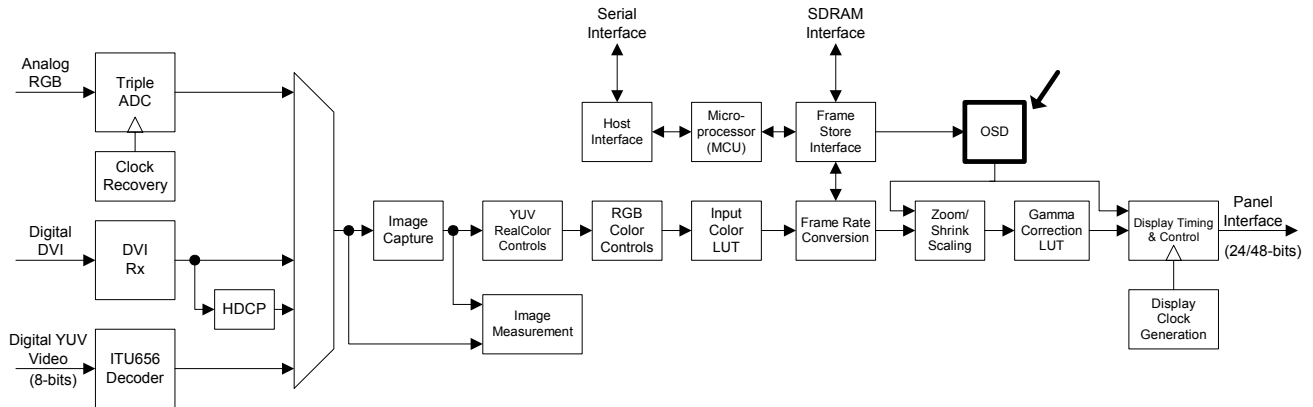 Serial
Interface
SDRAM
Interface
Analog
RGB
Triple
ADC
Clock
Recovery
Host
Interface
Micro-
processor
(MCU)
Frame
Store
Interface
OSD
Digital
DVI
DVI
Rx
HDCP
Image
Capture
YUV
RealColor
Controls
RGB
Color
Controls
Input
Color
LUT
Frame Rate
Conversion
Zoom/
Shrink
Scaling
Gamma
Correction
LUT
Display Timing
& Control
Panel
Interface
(24/48-bits)
Image
Measurement
Display
Clock
Generation
Digital YUV
Video
(8-bits)
ITU656
Decoder